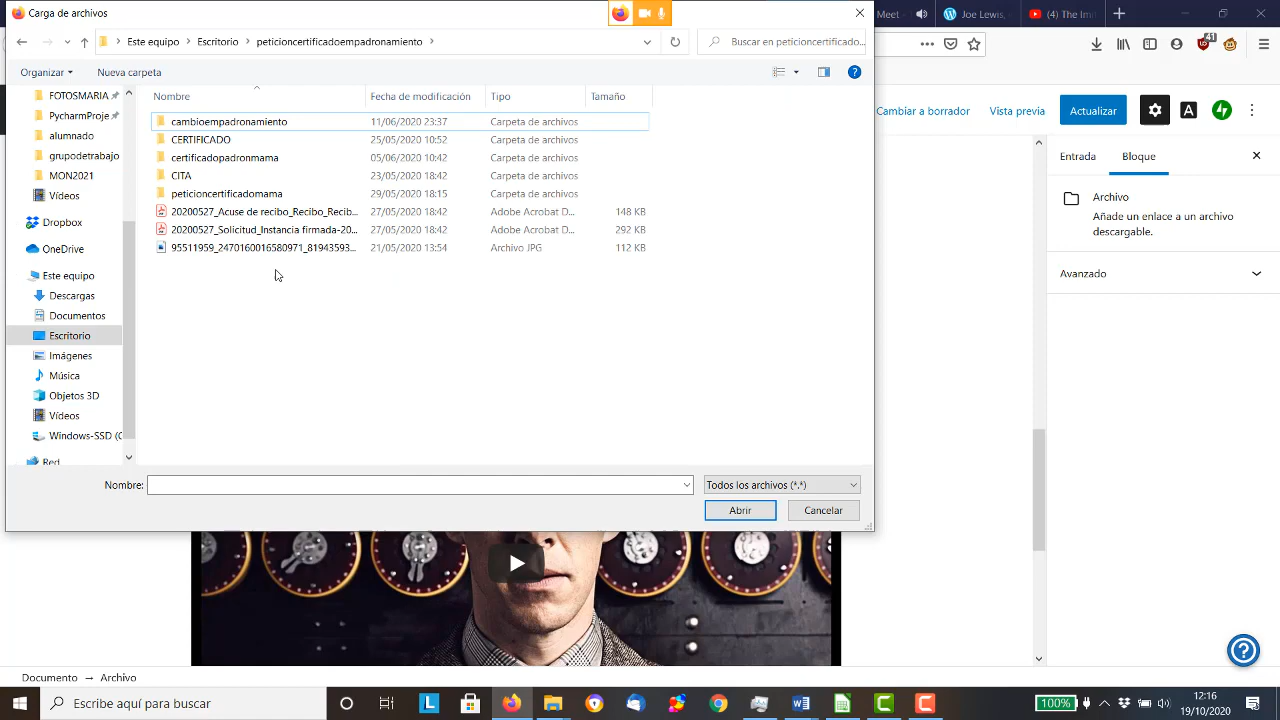 Carga de archivos
Meet
Joe Lewis,
(4) The Imi
Este equipo
Escritorio
peticioncertificadoempadronamiento
Buscar en peticioncertificado...
41
Organizar
Nueva carpeta
Nombre
Fecha de modificación
Tipo
Tamaño
FOTOSMARIA
PycharmProje
alumnado
grupodetrabajo
MON2021
Vídeos
Dropbox
OneDrive
Este equipo
Descargas
Documentos
Escritorio
Imágenes
Música
Objetos 3D
Vídeos
Windows-SSD (C
Red
cambioempadronamiento 11/06/2020 23:37 Carpeta de archivos
CERTIFICADO 25/05/2020 10:52 Carpeta de archivos
certificadopadronmama 05/06/2020 10:42 Carpeta de archivos
CITA 23/05/2020 18:42 Carpeta de archivos
peticioncertificadomama 29/05/2020 18:15 Carpeta de archivos
20200527_Acuse de recibo_Recibo_Recib... 27/05/2020 18:42 Adobe Acrobat D... 148 KB
20200527_Solicitud_Instancia firmada-20... 27/05/2020 18:42 Adobe Acrobat D... 292 KB
95511959_2470160016580971_81943593... 21/05/2020 13:54 Archivo JPG 112 KB
Nombre:
Todos los archivos (*.*)
Abrir
Cancelar
Cambiar a borrador
Vista previa
Actualizar
A
Entrada
Bloque
Archivo
Añade un enlace a un archivo
descargable.
Avanzado
Documento → Archivo
Escribe aquí para buscar
L
W
C
C
100%
12:16
19/10/2020